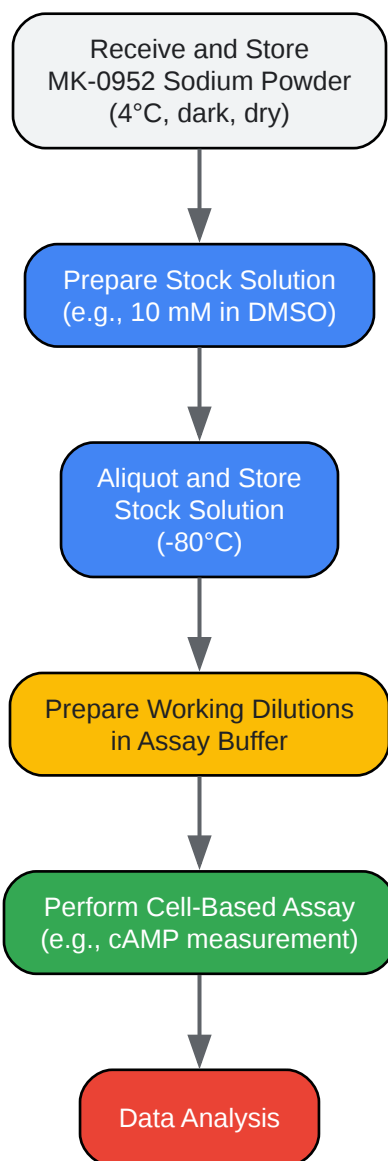 Receive and Store
MK-0952 Sodium Powder
(4°C, dark, dry)
Prepare Stock Solution
(e.g., 10 mM in DMSO)
Aliquot and Store
Stock Solution
(-80°C)
Prepare Working Dilutions
in Assay Buffer
Perform Cell-Based Assay
(e.g., cAMP measurement)
Data Analysis